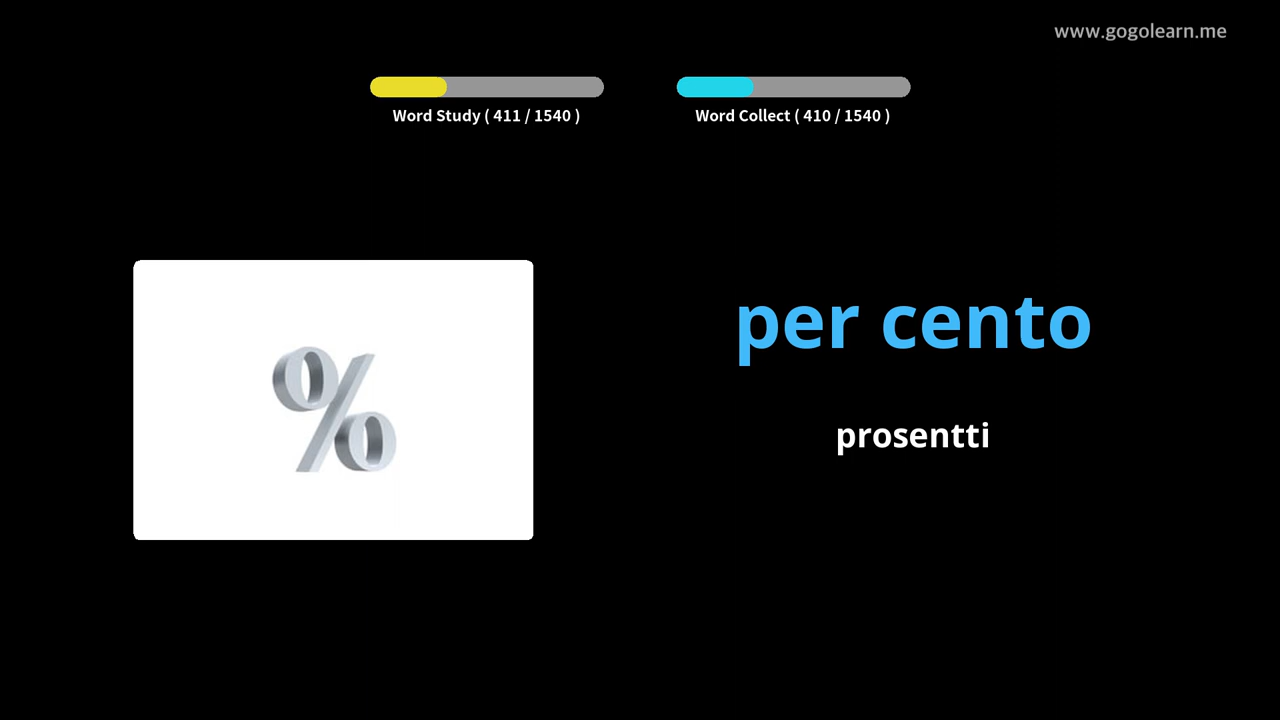 www.gogolearn.me
Word Study ( 411 / 1540 )
Word Collect ( 410 / 1540 )
%
per cento
prosentti